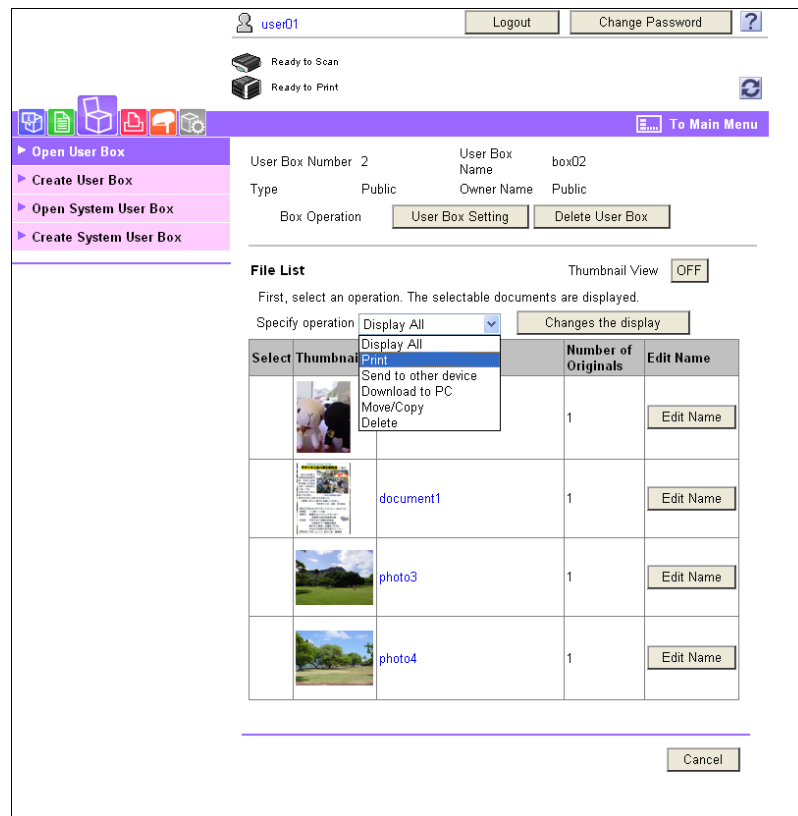 user01
Logout
Change Password
?
Ready to Scan
Ready to Print
To Main Menu
Open User Box
Create User Box
Open System User Box
Create System User Box
User Box Number 2
User Box Name
box02
Type Public
Owner Name Public
Box Operation
User Box Setting
Delete User Box
File List
Thumbnail View
OFF
First, select an operation. The selectable documents are displayed.
Specify operation
Display All
Changes the display
Display All
Print
Send to other device
Download to PC
Move/Copy
Delete
Select
Thumbnai
Number of Originals
Edit Name
1
Edit Name
document1
1
Edit Name
photo3
1
Edit Name
photo4
1
Edit Name
Cancel